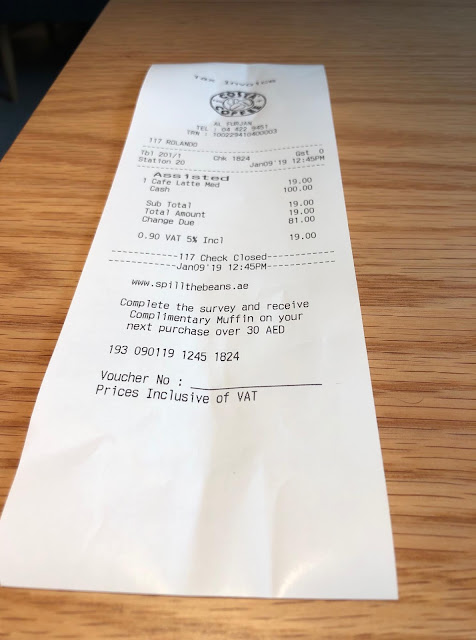 Tax Invoice
COSTA
COFFEE
AL FURJAN
TEL : 04 422 9451
TRN : 100229410400003
117 ROLANDO
Tbl 201/1 Chk 1824 Gst 0
Station 20 Jan09'19 12:45PM
Assisted
1 Cafe Latte Med 19.00
Cash 100.00
Sub Total 19.00
Total Amount 19.00
Change Due 81.00
0.90 VAT 5% Incl 19.00
------------117 Check Closed------------
------------Jan09'19 12:45PM------------
www.spillthebeans.ae
Complete the survey and receive
Complimentary Muffin on your
next purchase over 30 AED
193 090119 1245 1824
Voucher No : ____________________
Prices Inclusive of VAT